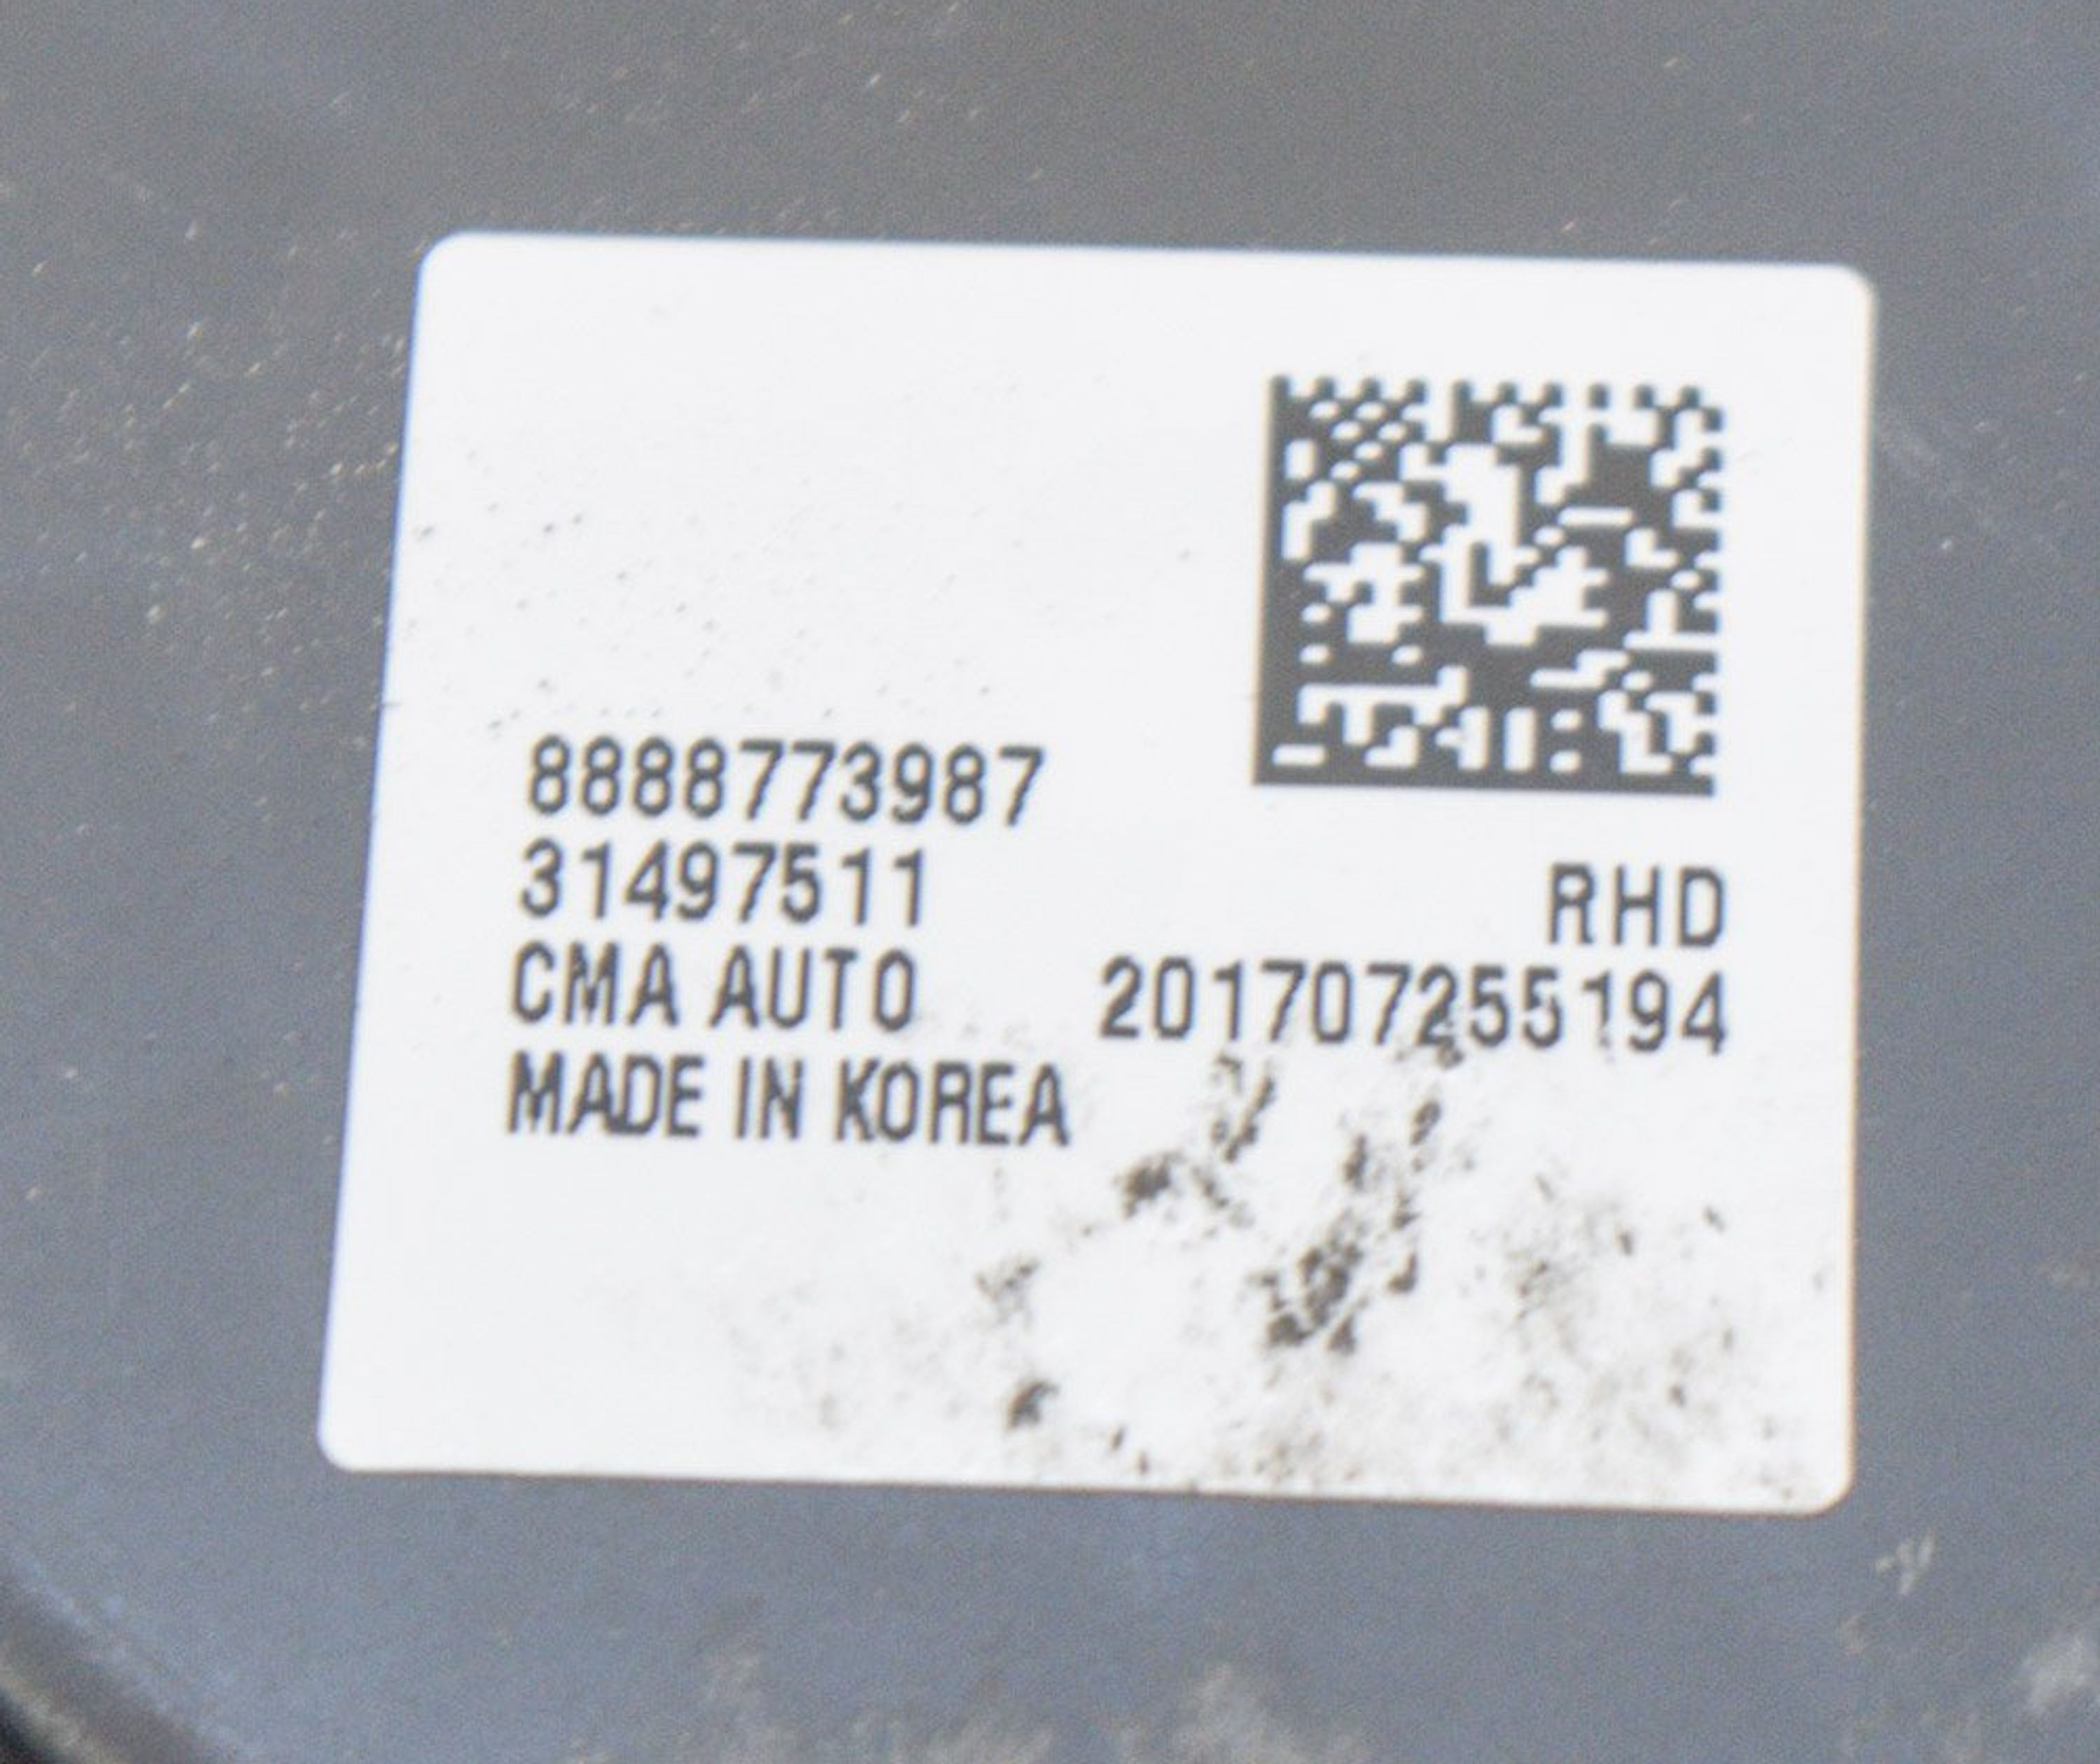 8888773987
31497511 RHD
CMA AUTO 201707255194
MADE IN KOREA